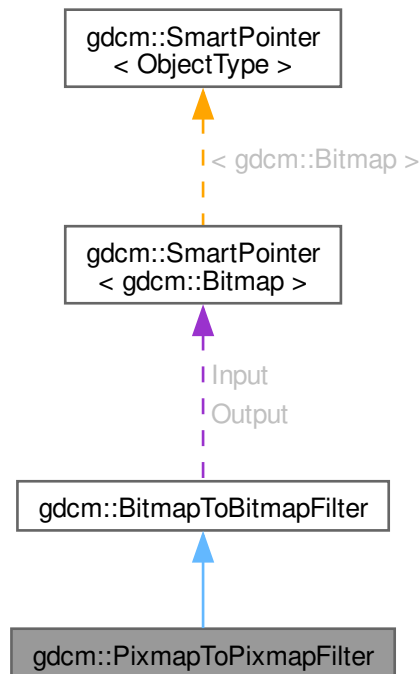 gdcm::SmartPointer
< ObjectType >
< gdcm::Bitmap >
gdcm::SmartPointer
< gdcm::Bitmap >
Input
Output
gdcm::BitmapToBitmapFilter
gdcm::PixmapToPixmapFilter